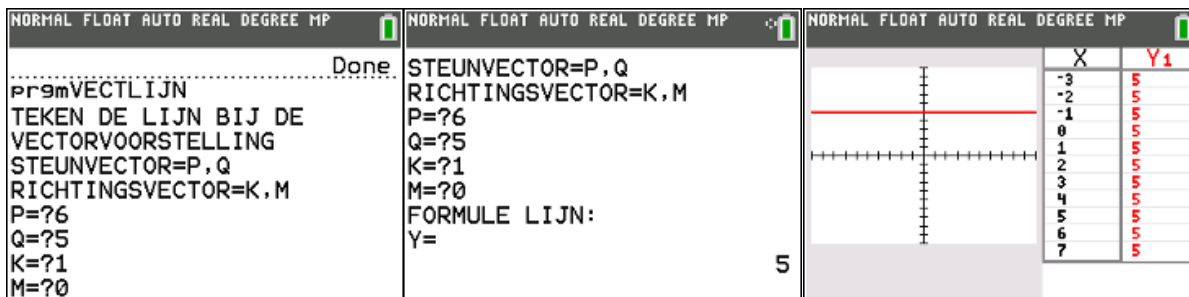 NORMAL FLOAT AUTO REAL DEGREE MP
Done
prgmVECTLIJN
TEKEN DE LIJN BIJ DE
VECTORVOORSTELLING
STEUNVECTOR=P,Q
RICHTINGSVECTOR=K,M
P=?6
Q=?5
K=?1
M=?0
NORMAL FLOAT AUTO REAL DEGREE MP
STEUNVECTOR=P,Q
RICHTINGSVECTOR=K,M
P=?6
Q=?5
K=?1
M=?0
FORMULE LIJN:
Y=
5
NORMAL FLOAT AUTO REAL DEGREE MP
X Y1
-3 5
-2 5
-1 5
0 5
1 5
2 5
3 5
4 5
5 5
6 5
7 5